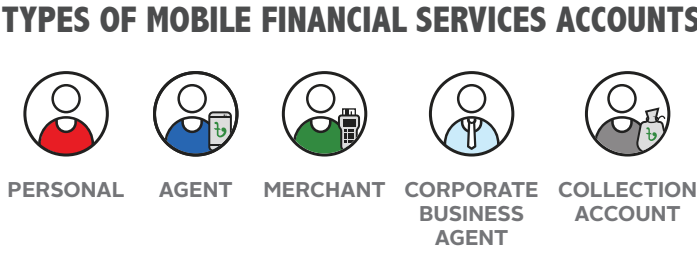 TYPES OF MOBILE FINANCIAL SERVICES ACCOUNTS
৳
৳
PERSONAL
AGENT
MERCHANT
CORPORATE
BUSINESS
AGENT
COLLECTION
ACCOUNT